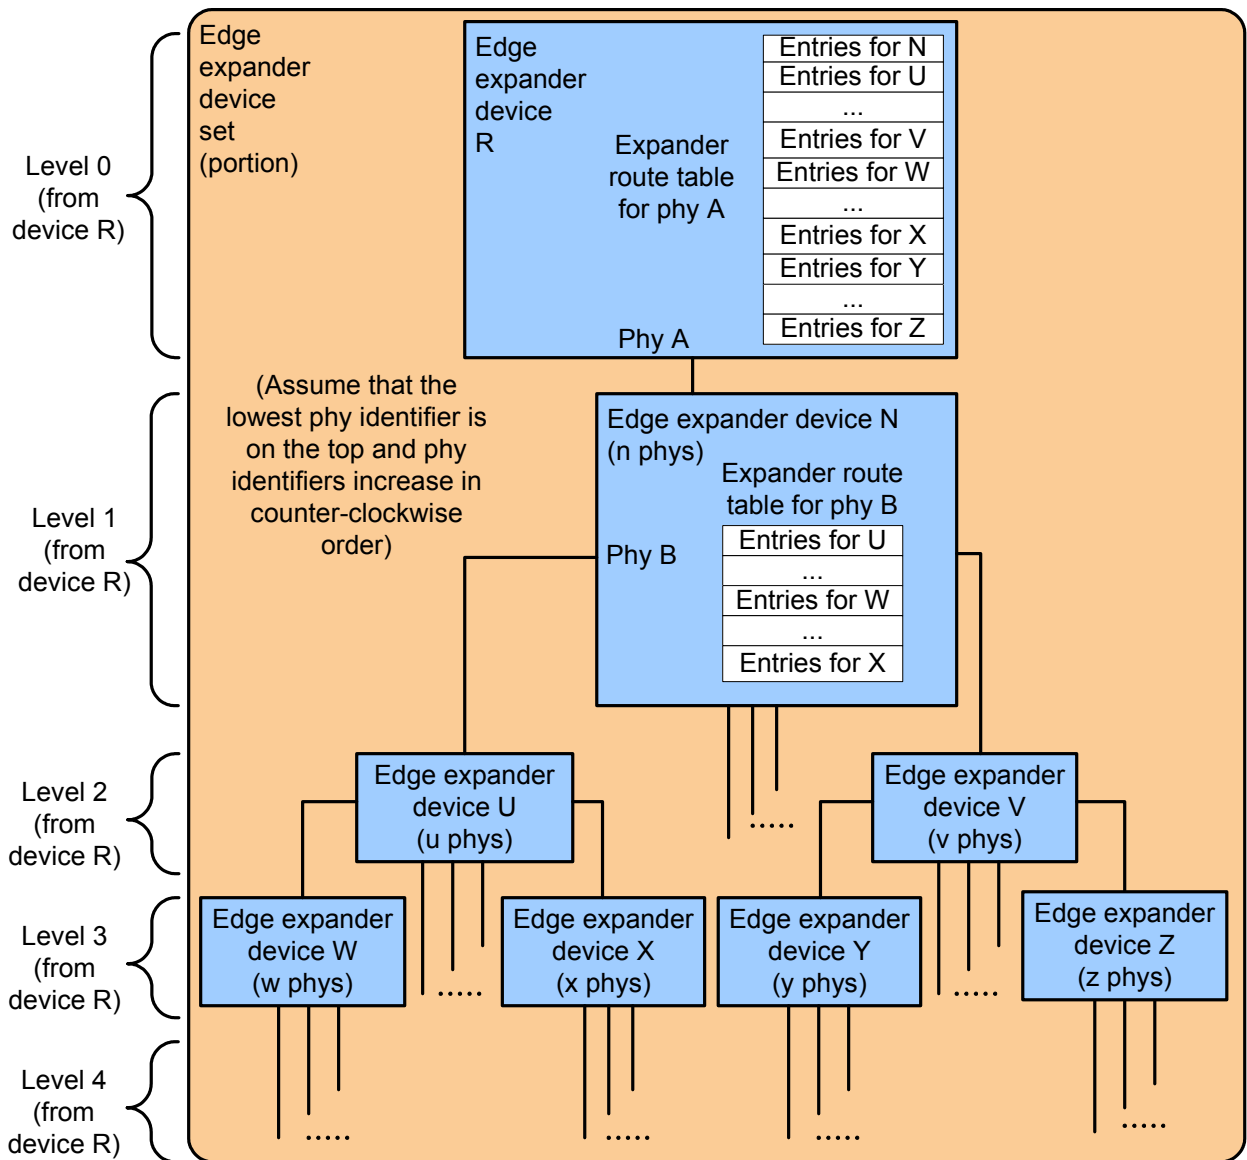 Edge
expander
device
set
(portion)
Edge
expander
device
R
Expander
route table
for phy A
Entries for N
Entries for U
...
Entries for V
Entries for W
...
Entries for X
Entries for Y
...
Entries for Z
Phy A
Level 0
(from
device R)
(Assume that the
lowest phy identifier is
on the top and phy
identifiers increase in
counter-clockwise
order)
Edge expander device N
(n phys)
Expander route
table for phy B
Phy B
Entries for U
...
Entries for W
...
Entries for X
Level 1
(from
device R)
Level 2
(from
device R)
Edge expander
device U
(u phys)
.....
Edge expander
device V
(v phys)
Level 3
(from
device R)
Edge expander
device W
(w phys)
.....
Edge expander
device X
(x phys)
Edge expander
device Y
(y phys)
.....
Edge expander
device Z
(z phys)
Level 4
(from
device R)
.....
.....
.....
.....